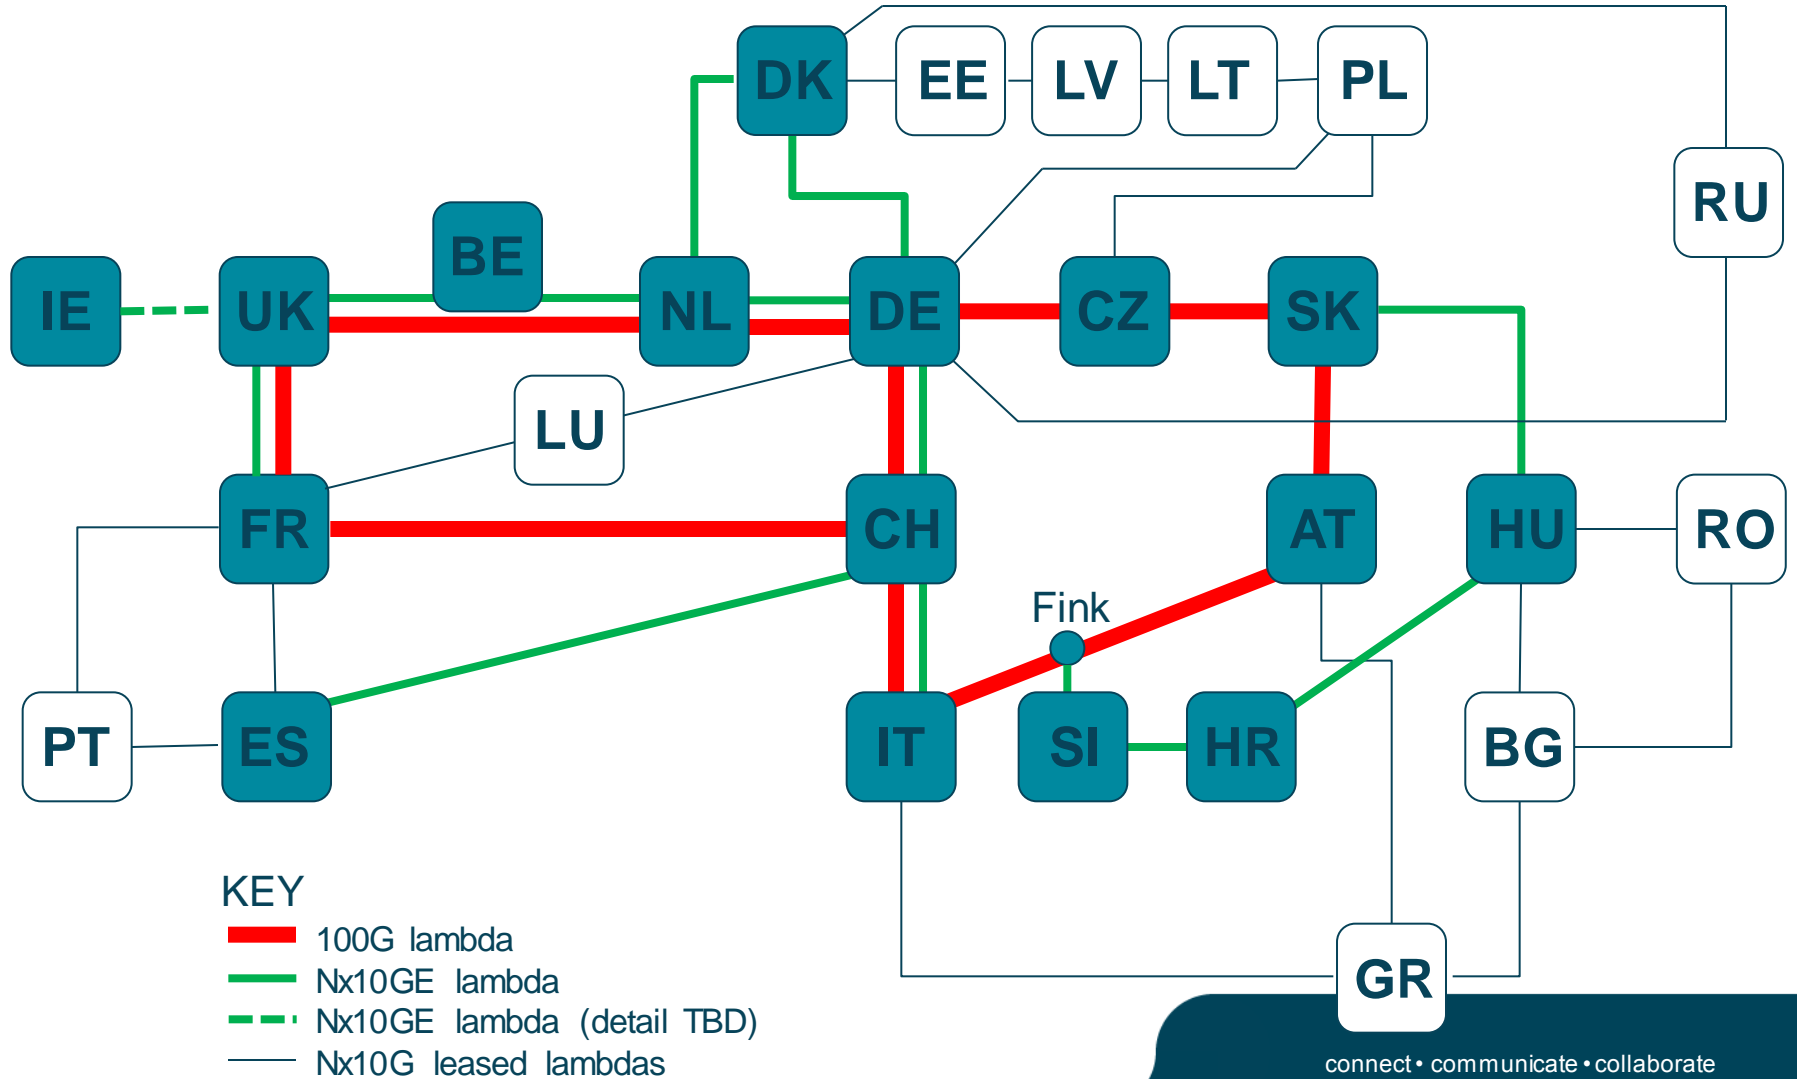 DK EE LV LT PL
RU
BE
IE UK NL DE CZ SK
LU
FR CH AT HU RO
Fink
PT ES IT SI HR BG
KEY
100G lambda
Nx10GE lambda
GR
Nx10GE lambda (detail TBD)
Nx10G leased lambdas
connect • communicate • collaborate